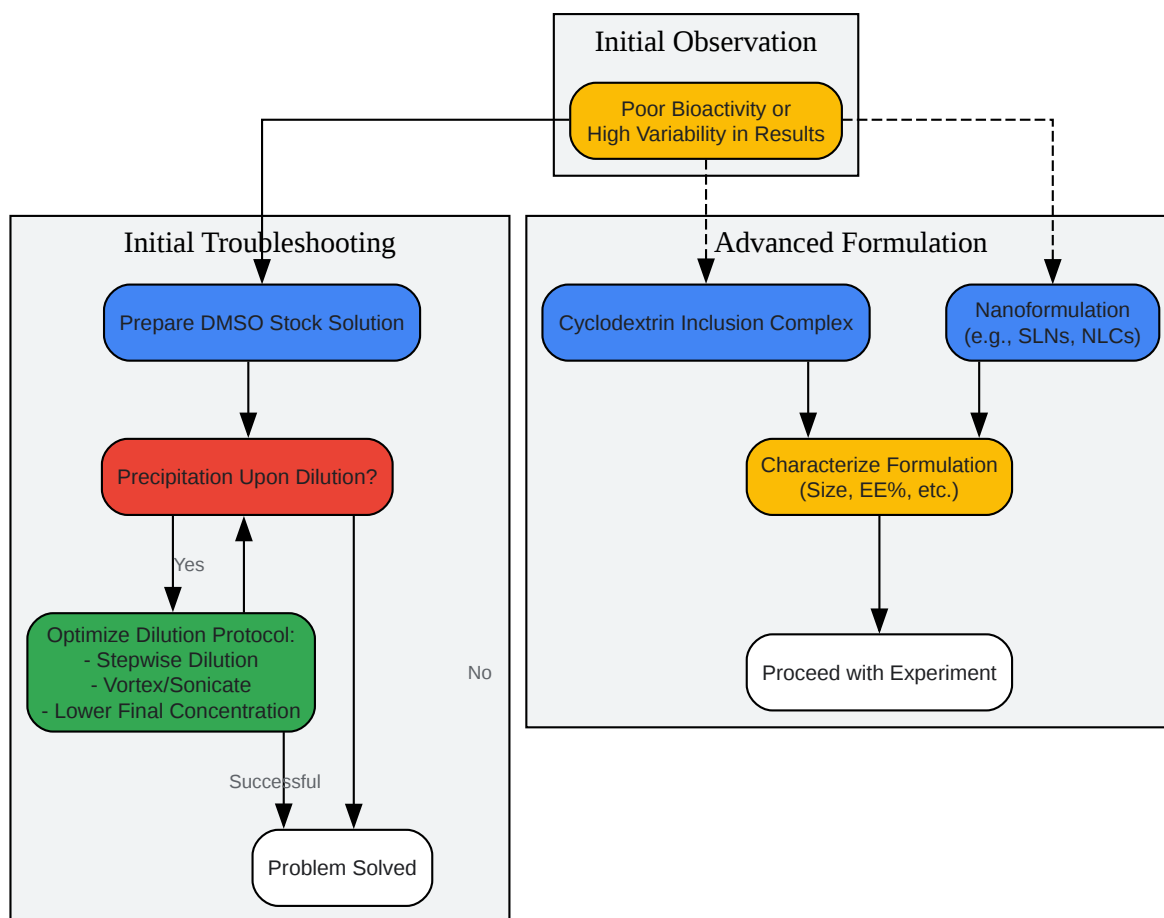 Initial Observation
Poor Bioactivity or
High Variability in Results
Initial Troubleshooting
Prepare DMSO Stock Solution
Precipitation Upon Dilution?
Yes
Optimize Dilution Protocol:
- Stepwise Dilution
- Vortex/Sonicate
- Lower Final Concentration
No
Successful
Problem Solved
Advanced Formulation
Cyclodextrin Inclusion Complex
Nanoformulation
(e.g., SLNs, NLCs)
Characterize Formulation
(Size, EE%, etc.)
Proceed with Experiment